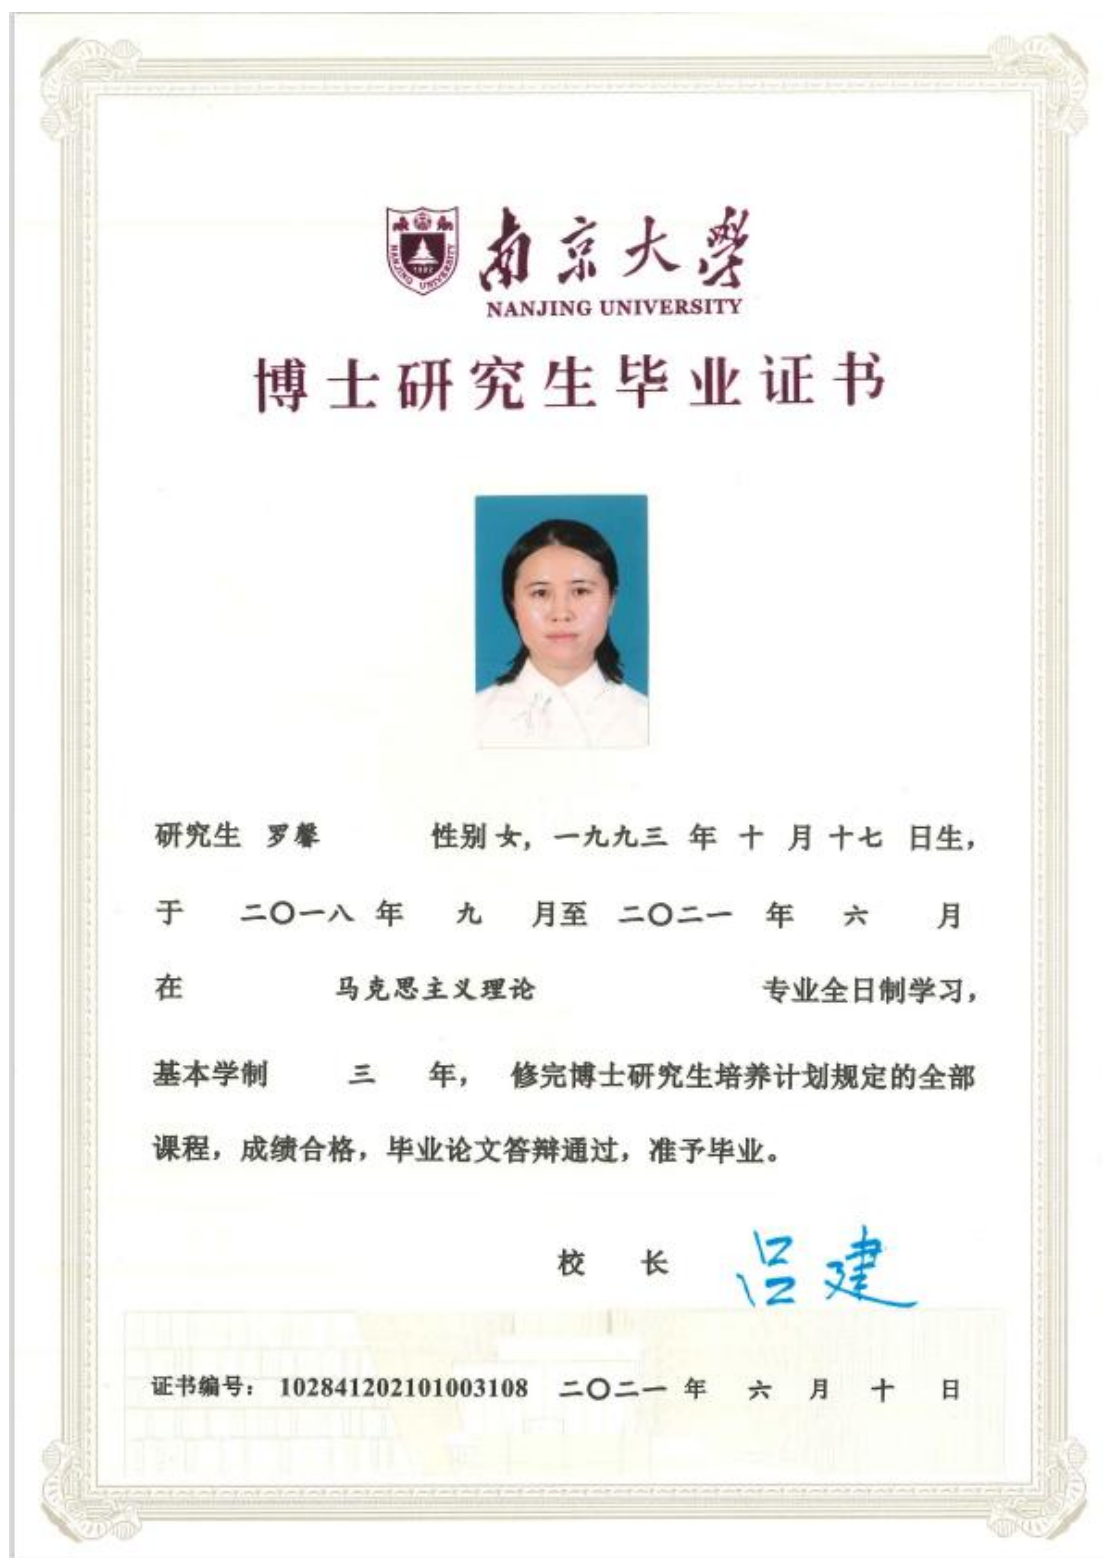 南京大學
NANJING UNIVERSITY
1902
NANJING UNIVERSITY
博士研究生毕业证书
研究生 罗馨 性别 女，一九九三 年 十 月 十七 日生，
于 二〇一八 年 九 月至 二〇二一 年 六 月
在 马克思主义理论 专业全日制学习，
基本学制 三 年， 修完博士研究生培养计划规定的全部
课程，成绩合格，毕业论文答辩通过，准予毕业。
校 长 吕建
证书编号： 102841202101003108 二〇二一 年 六 月 十 日